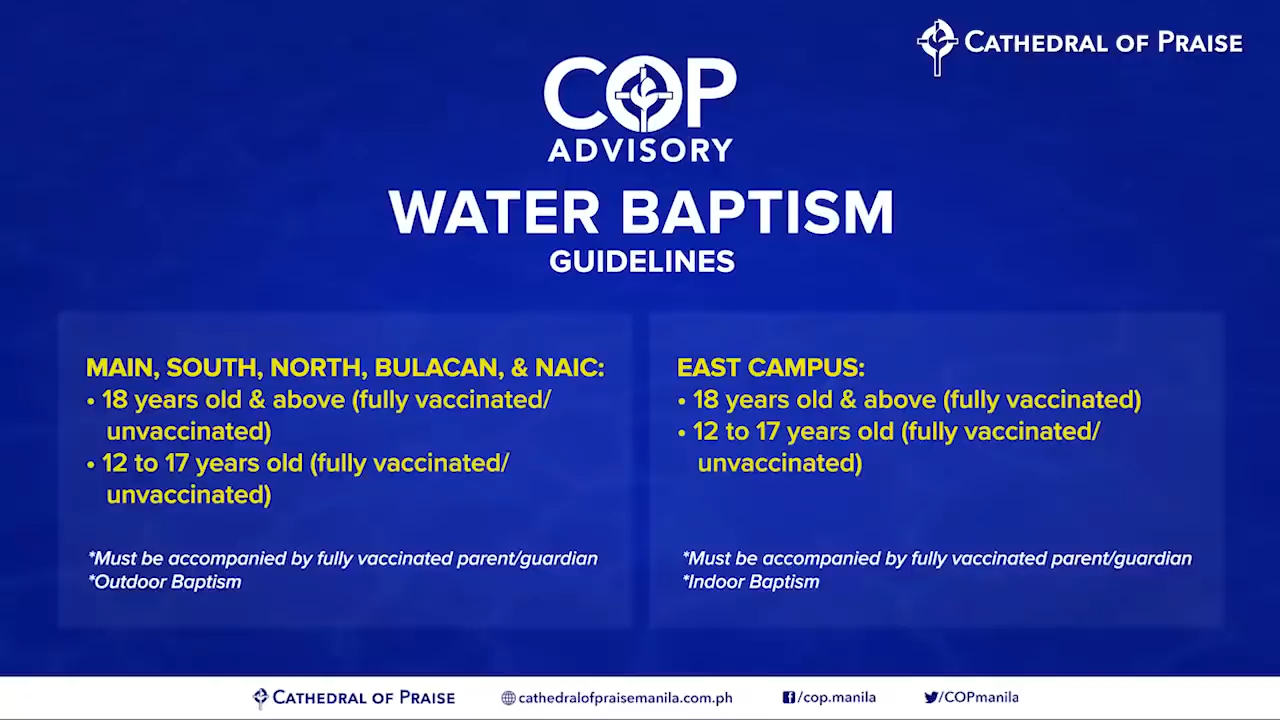 CATHEDRAL OF PRAISE
COP
ADVISORY
WATER BAPTISM
GUIDELINES
MAIN, SOUTH, NORTH, BULACAN, & NAIC:
• 18 years old & above (fully vaccinated/
unvaccinated)
• 12 to 17 years old (fully vaccinated/
unvaccinated)
*Must be accompanied by fully vaccinated parent/guardian
*Outdoor Baptism
EAST CAMPUS:
• 18 years old & above (fully vaccinated)
• 12 to 17 years old (fully vaccinated/
unvaccinated)
*Must be accompanied by fully vaccinated parent/guardian
*Indoor Baptism
CATHEDRAL OF PRAISE cathedralofpraisemanila.com.ph /cop.manila /COPmanila